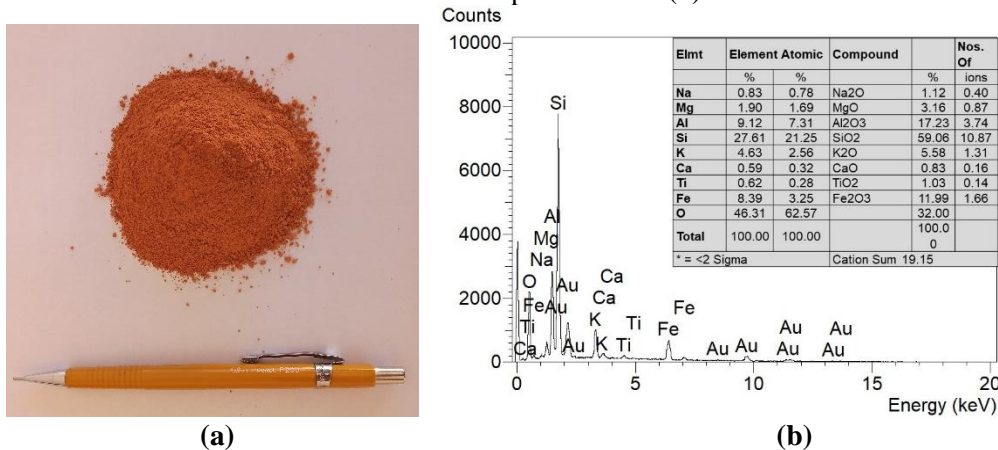 Counts
10000
8000
6000
4000
2000
0
0 5 10 15 20
Energy (keV)
Si
Al
Mg
Na
O
Au
Fe
Au
Ti
Ca
Au
K
K
Ca
Ca
Ti
Ti
Fe
Fe
Au
Au
Au
Au
Au
Au
Elmt Element Atomic Compound Nos. Of
% % % ions
Na 0.83 0.78 Na2O 1.12 0.40
Mg 1.90 1.69 MgO 3.16 0.87
Al 9.12 7.31 Al2O3 17.23 3.74
Si 27.61 21.25 SiO2 59.06 10.87
K 4.63 2.56 K2O 5.58 1.31
Ca 0.59 0.32 CaO 0.83 0.16
Ti 0.62 0.28 TiO2 1.03 0.14
Fe 8.39 3.25 Fe2O3 11.99 1.66
O 46.31 62.57 32.00
Total 100.00 100.00 100.0
0
* = <2 Sigma Cation Sum 19.15
(a)
(b)